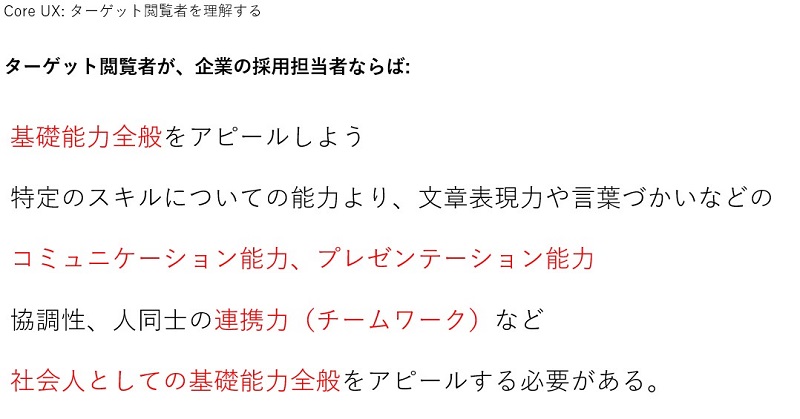 Core UX: ターゲット閲覧者を理解する
ターゲット閲覧者が、企業の採用担当者ならば:
基礎能力全般をアピールしよう
特定のスキルについての能力より、文章表現力や言葉づかいなどの
コミュニケーション能力、プレゼンテーション能力
協調性、人同士の連携力（チームワーク）など
社会人としての基礎能力全般をアピールする必要がある。